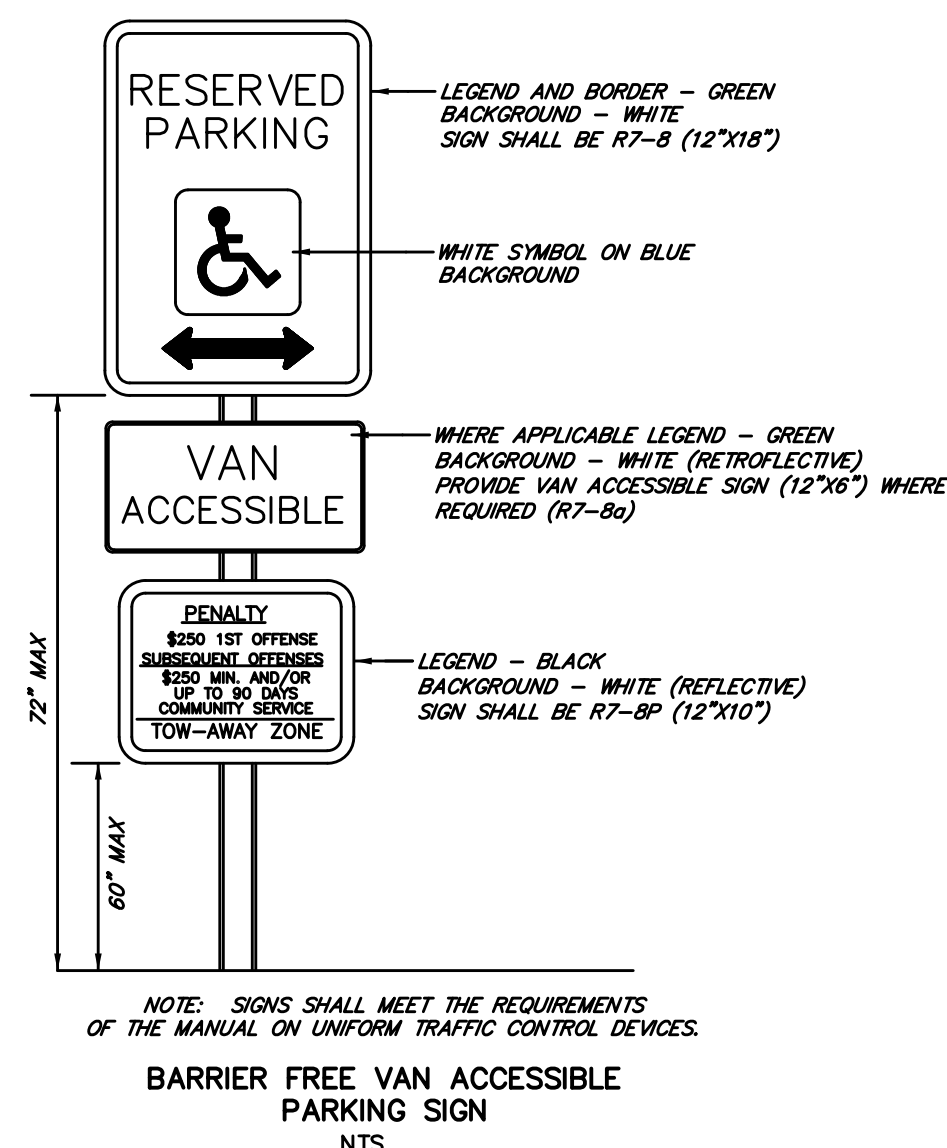 RESERVED
PARKING
LEGEND AND BORDER - GREEN
BACKGROUND - WHITE
SIGN SHALL BE R7-8 (12"X18")
WHITE SYMBOL ON BLUE
BACKGROUND
VAN
ACCESSIBLE
WHERE APPLICABLE LEGEND - GREEN
BACKGROUND - WHITE (RETROFLECTIVE)
PROVIDE VAN ACCESSIBLE SIGN (12"X6") WHERE
REQUIRED (R7-8a)
PENALTY
$250 1ST OFFENSE
SUBSEQUENT OFFENSES
$250 MIN. AND/OR
UP TO 90 DAYS
COMMUNITY SERVICE
TOW-AWAY ZONE
LEGEND - BLACK
BACKGROUND - WHITE (REFLECTIVE)
SIGN SHALL BE R7-8P (12"X10")
72" MAX
60" MAX
NOTE: SIGNS SHALL MEET THE REQUIREMENTS
OF THE MANUAL ON UNIFORM TRAFFIC CONTROL DEVICES.
BARRIER FREE VAN ACCESSIBLE
PARKING SIGN
NTS